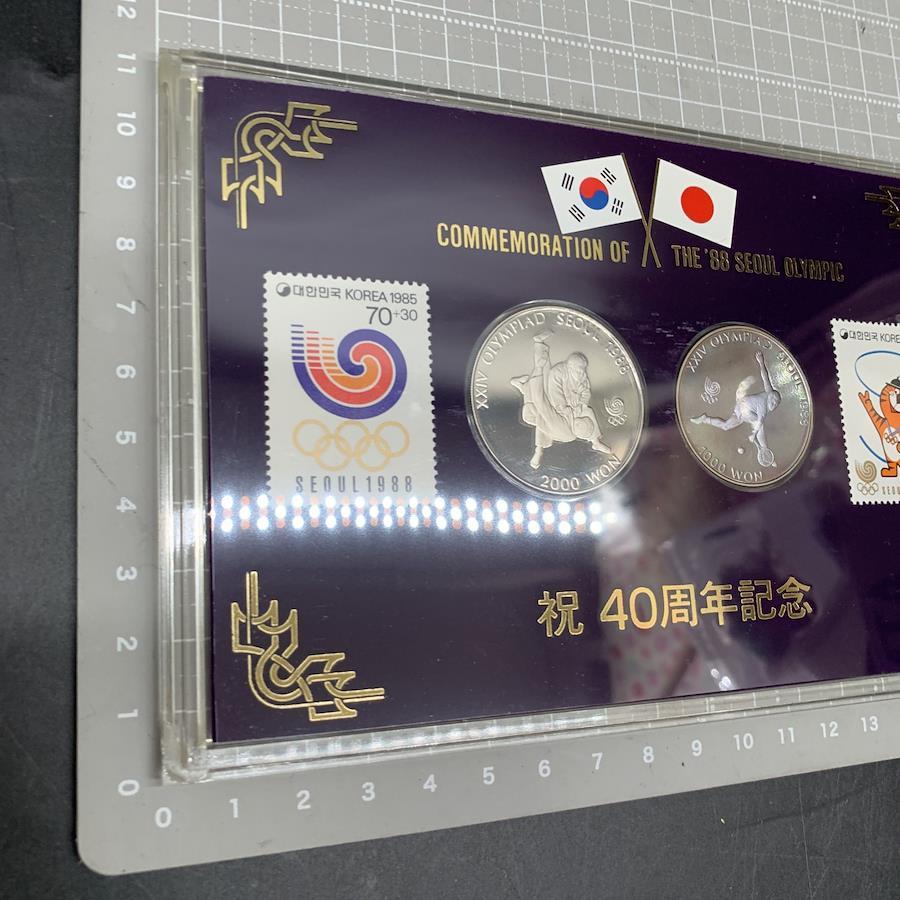 COMMEMORATION OF THE '88 SEOUL OLYMPIC
대한민국 KOREA 1985
70+30
SEOUL 1988
XXIV OLYMPIAD SEOUL 1988
2000 WON
XXIV OLYMPIAD SEOUL 1988
2000 WON
대한민국 KOREA
祝 40周年記念
12
11
10
9
8
7
6
5
4
3
2
1
0
0 1 2 3 4 5 6 7 8 9 10 11 12 13